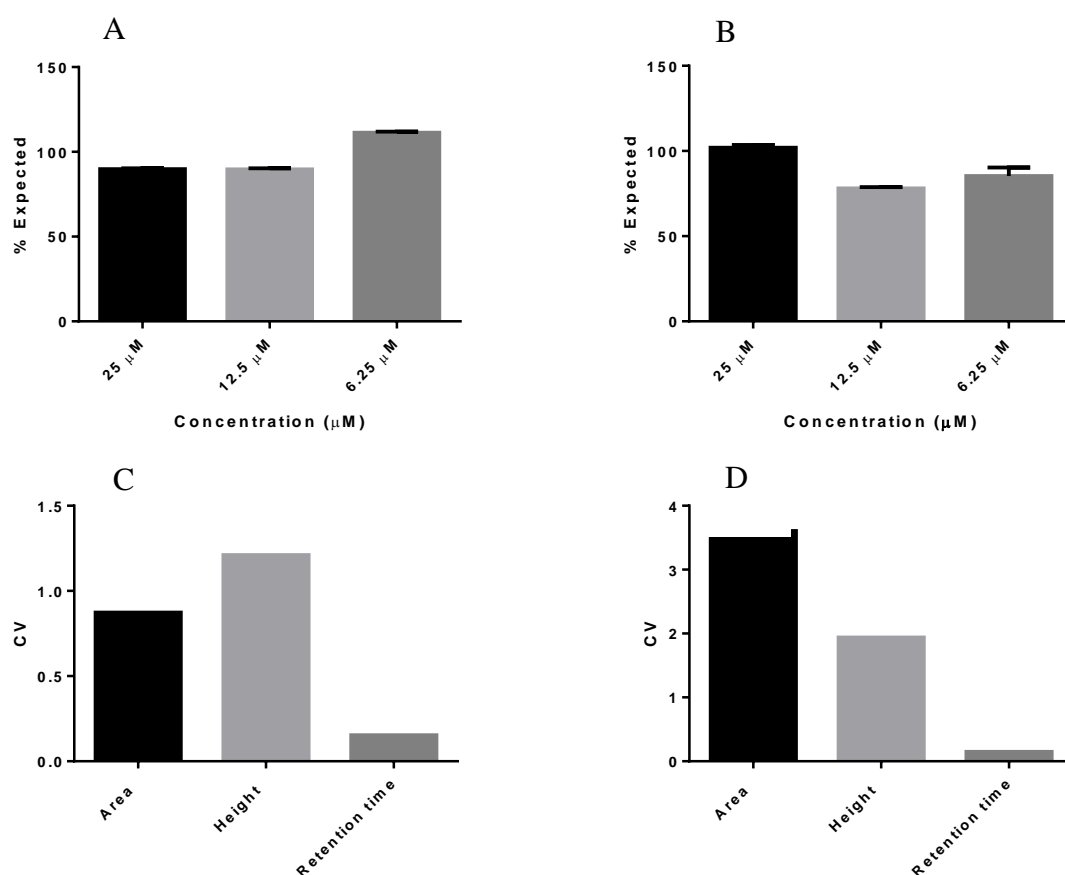 A
% Expected
150
100
50
0
25 μM
12.5 μM
6.25 μM
Concentration (μM)
B
% Expected
150
100
50
0
25 μM
12.5 μM
6.25 μM
Concentration (μM)
C
CV
1.5
1.0
0.5
0.0
Area
Height
Retention time
D
CV
4
3
2
1
0
Area
Height
Retention time